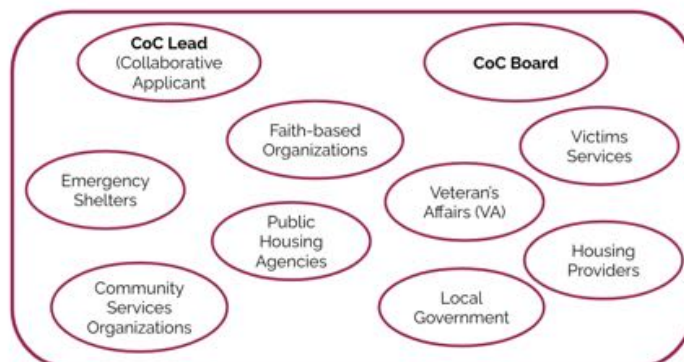 CoC Lead
(Collaborative
Applicant
CoC Board
Faith-based
Organizations
Victims
Services
Emergency
Shelters
Veteran's
Affairs (VA)
Public
Housing
Agencies
Housing
Providers
Community
Services
Organizations
Local
Government